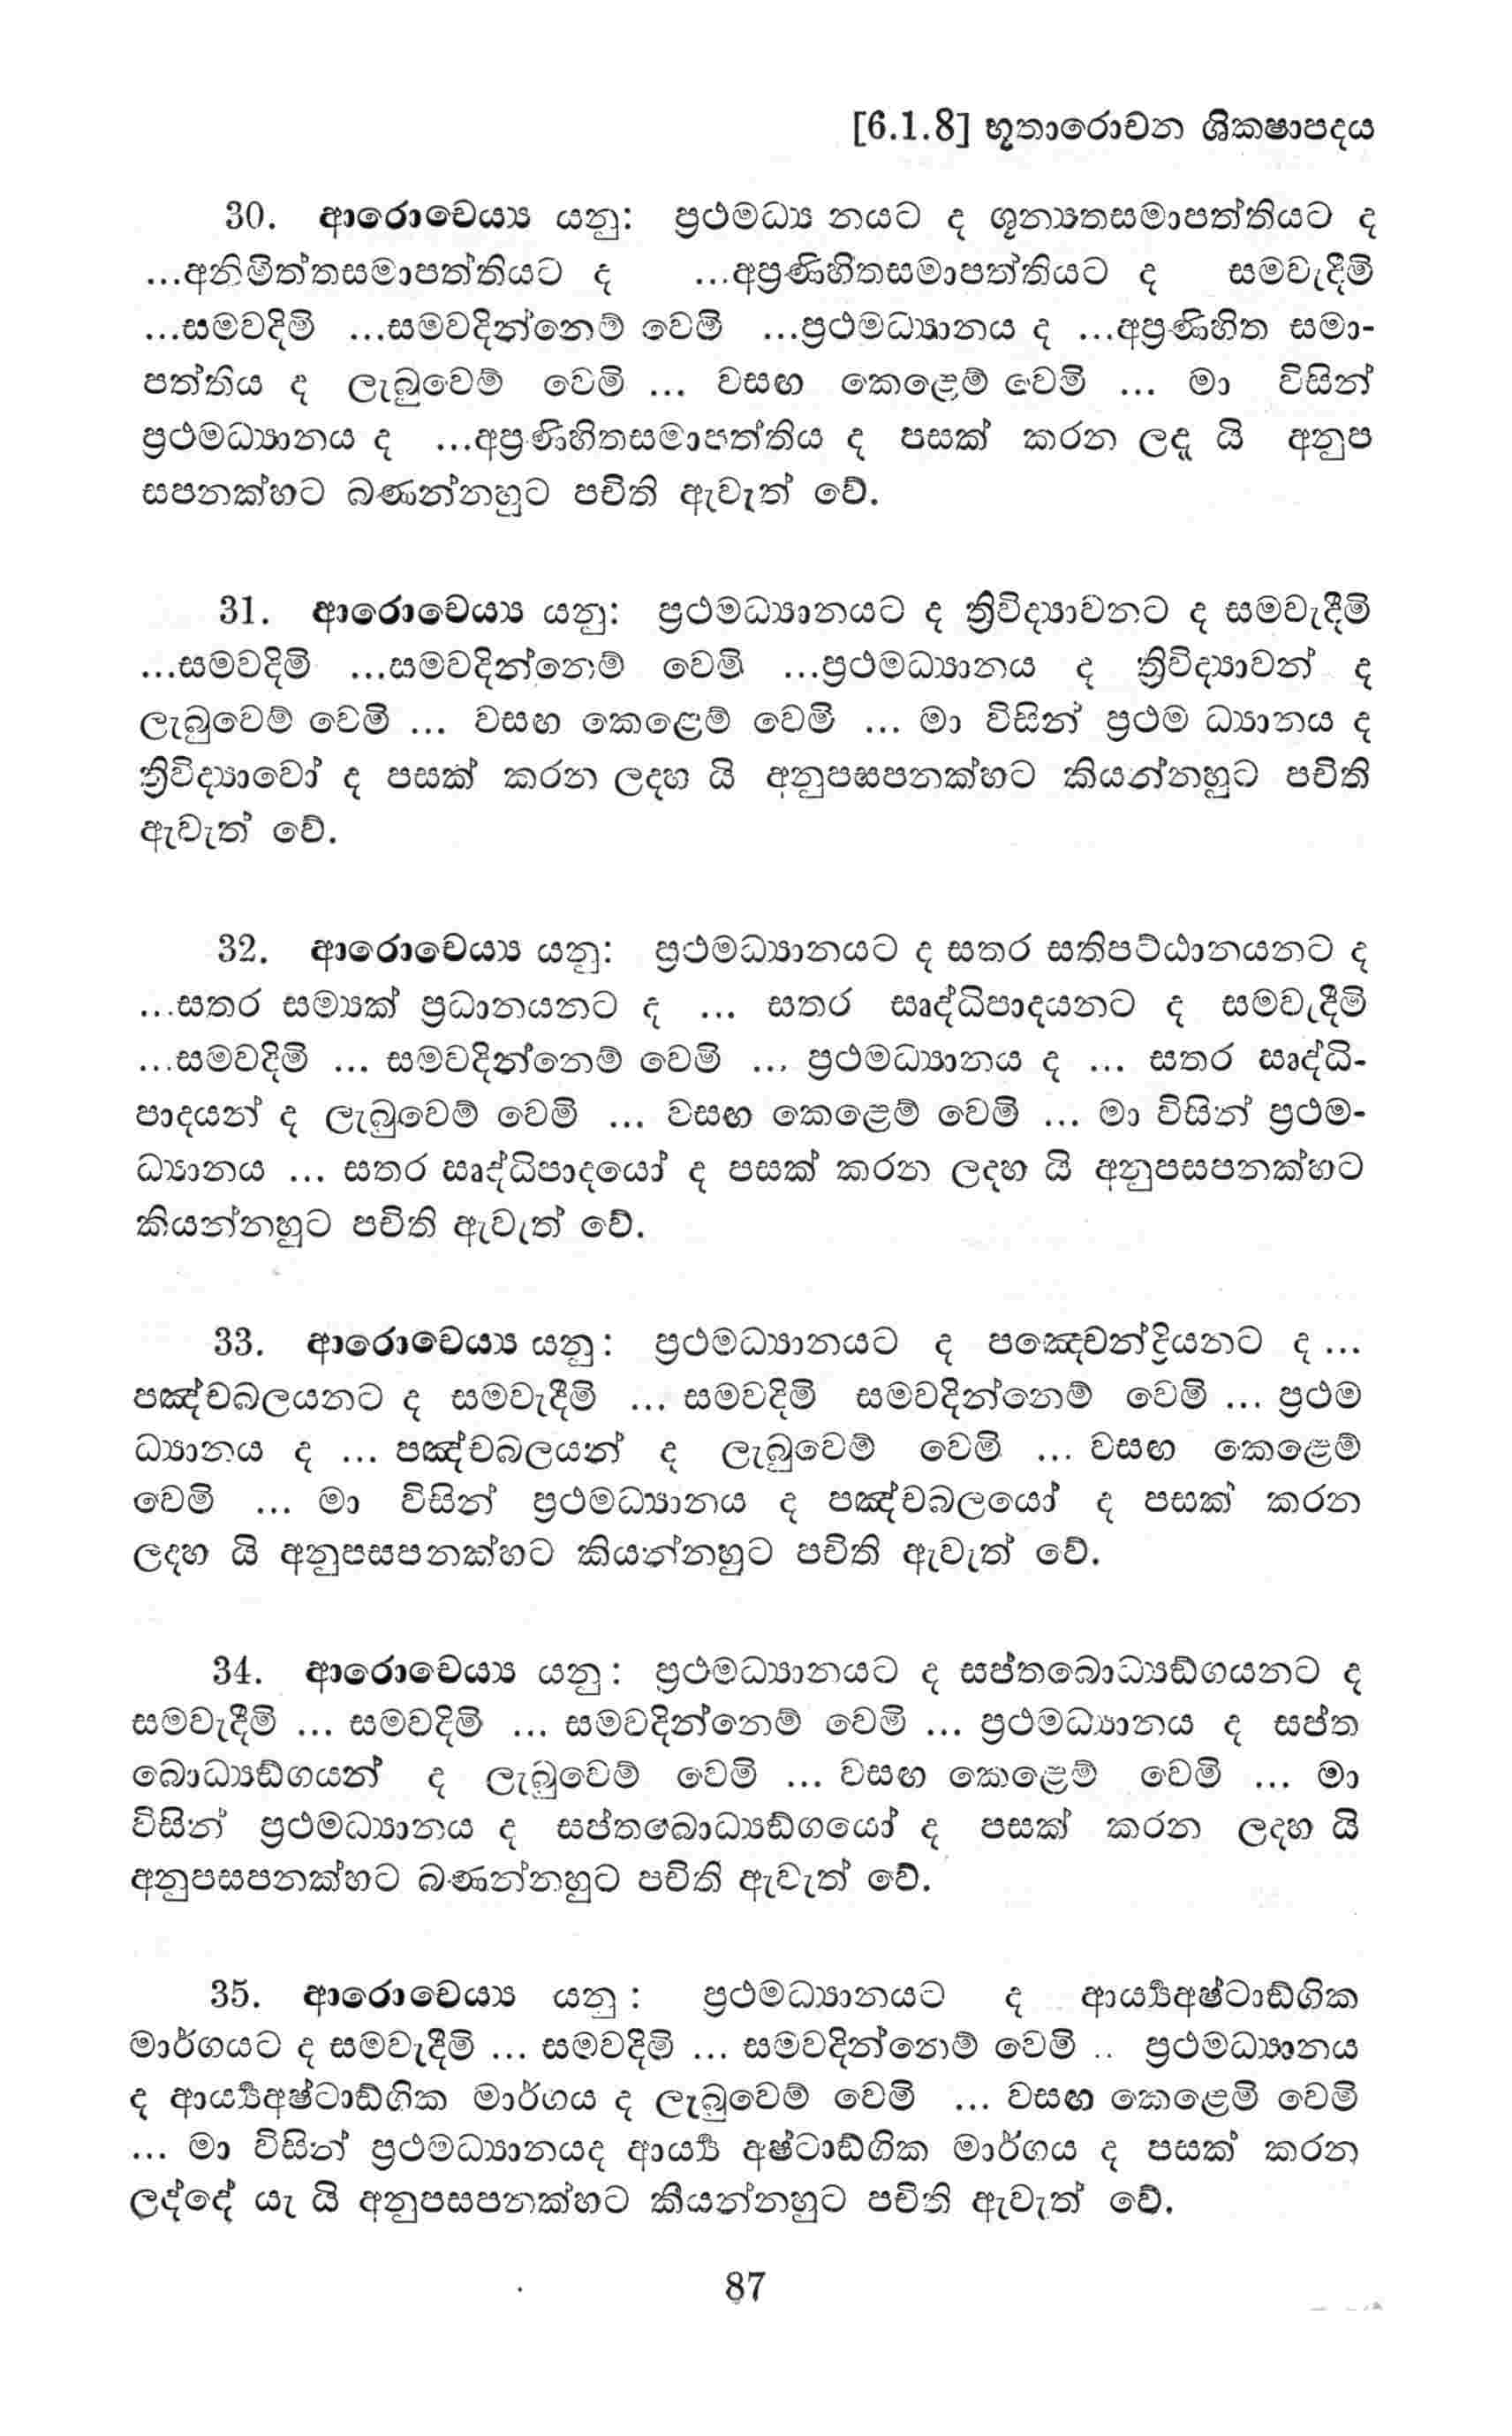 [6.1.8] භූතාරොචන ශික්‍ෂාපදය
30. ආරොචෙය්‍ය යනු: ප්‍රථමධ්‍ය නයට ද ශූන්‍යතසමාපත්තියට ද
...අනිමිත්තසමාපත්තියට ද ...අප්‍රණිහිතසමාපත්තියට ද සමවැදීමි
...සමවදිමි ...සමවදින්නෙම් වෙමි ...ප්‍රථමධ්‍යානය ද ...අප්‍රණිහිත සමා-
පත්තිය ද ලැබුවෙම් වෙමි ... වසඟ කෙළෙම් වෙමි ... මා විසින්
ප්‍රථමධ්‍යානය ද ...අප්‍රණිහිතසමාපත්තිය ද පසක් කරන ලදූ යි අනුප
සපනක්හට බණන්නහුට පචිති ඇවැත් වේ.
31. ආරොචෙය්‍ය යනු: ප්‍රථමධ්‍යානයට ද ත්‍රිවිද්‍යාවනට ද සමවැදීමි
...සමවදිමි ...සමවදින්නෙම් වෙමි ...ප්‍රථමධ්‍යානය ද ත්‍රිවිද්‍යාවන් ද
ලැබුවෙම් වෙමි ... වසඟ කෙළෙම් වෙමි ... මා විසින් ප්‍රථම ධ්‍යානය ද
ත්‍රිවිද්‍යාවෝ ද පසක් කරන ලදහ යි අනුපසපනක්හට කියන්නහුට පචිති
ඇවැත් වේ.
32. ආරොචෙය්‍ය යනු: ප්‍රථමධ්‍යානයට ද සතර සතිපට්ඨානයනට ද
...සතර සම්‍යක් ප්‍රධානයනට ද ... සතර සෘද්ධිපාදයනට ද සමවැදීමි
...සමවදිමි ... සමවදින්නෙම් වෙමි ... ප්‍රථමධ්‍යානය ද ... සතර සෘද්ධි-
පාදයන් ද ලැබුවෙම් වෙමි ... වසඟ කෙළෙම් වෙමි ... මා විසින් ප්‍රථම-
ධ්‍යානය ... සතර සෘද්ධිපාදයෝ ද පසක් කරන ලදහ යි අනුපසපනක්හට
කියන්නහුට පචිති ඇවැත් වේ.
33. ආරොචෙය්‍ය යනු: ප්‍රථමධ්‍යානයට ද පඤෙචන්ද්‍රියනට ද ...
පඤ්චබලයනට ද සමවැදීමි ... සමවදිමි සමවදින්නෙම් වෙමි ... ප්‍රථම
ධ්‍යානය ද ... පඤ්චබලයන් ද ලැබුවෙම් වෙමි ... වසඟ කෙළෙම්
වෙමි ... මා විසින් ප්‍රථමධ්‍යානය ද පඤ්චබලයෝ ද පසක් කරන
ලදහ යි අනුපසපනක්හට කියන්නහුට පචිති ඇවැත් වේ.
34. ආරොචෙය්‍ය යනු: ප්‍රථමධ්‍යානයට ද සප්තබොධ්‍යඬ්ගයනට ද
සමවැදීමි ... සමවදිමි ... සමවදින්නෙම් වෙමි ... ප්‍රථමධ්‍යානය ද සප්ත
බොධ්‍යඬ්ගයන් ද ලැබුවෙම් වෙමි ... වසඟ කෙළෙම් වෙමි ... මා
විසින් ප්‍රථමධ්‍යානය ද සප්තබොධ්‍යඬ්ගයෝ ද පසක් කරන ලදහ යි
අනුපසපනක්හට බණන්නහුට පචිති ඇවැත් වේ.
35. ආරොචෙය්‍ය යනු: ප්‍රථමධ්‍යානයට ද ආර්‍ය්‍යඅෂ්ටාඬ්ගික
මාර්ගයට ද සමවැදීමි ... සමවදිමි ... සමවදින්නෙම් වෙමි .. ප්‍රථමධ්‍යානය
ද ආර්‍ය්‍යඅෂ්ටාඬ්ගික මාර්ගය ද ලැබුවෙම් වෙමි ... වසඟ කෙළෙමි වෙමි
... මා විසින් ප්‍රථමධ්‍යානයද ආර්‍ය්‍ය අෂ්ටාඬ්ගික මාර්ගය ද පසක් කරන
ලද්දේ යැ යි අනුපසපනක්හට කියන්නහුට පචිති ඇවැත් වේ.
87